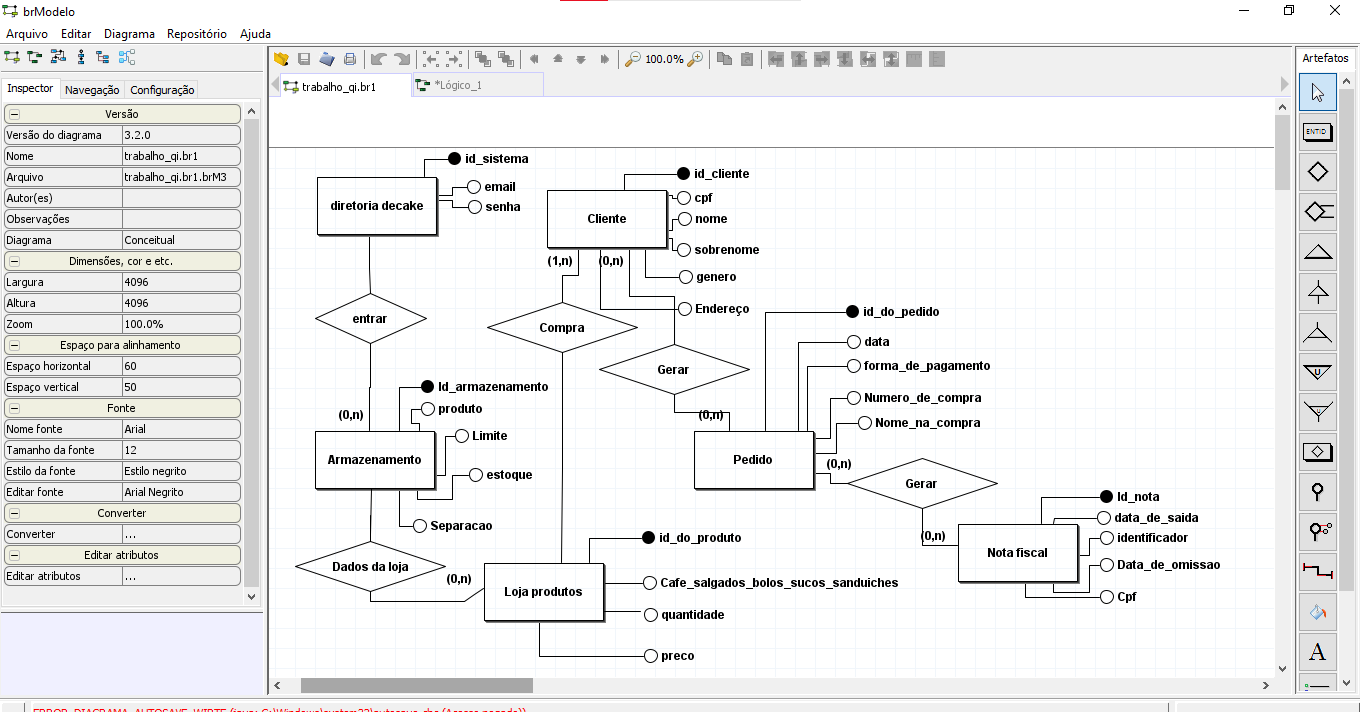 brModelo
Arquivo Editar Diagrama Repositório Ajuda
100.0%
Artefatos
Inspector Navegação Configuração
trabalho_qi.br1 *Lógico_1
Versão
Versão do diagrama 3.2.0
Nome trabalho_qi.br1
Arquivo trabalho_qi.br1.brM3
Autor(es)
Observações
Diagrama Conceitual
Dimensões, cor e etc.
Largura 4096
Altura 4096
Zoom 100.0%
Espaço para alinhamento
Espaço horizontal 60
Espaço vertical 50
Fonte
Nome fonte Arial
Tamanho da fonte 12
Estilo da fonte Estilo negrito
Editar fonte Arial Negrito
Converter
Converter ...
Editar atributos
Editar atributos ...
id_sistema
email
senha
diretoria decake
id_cliente
cpf
nome
sobrenome
genero
Endereço
Cliente
(1,n) (0,n)
entrar
Compra
Gerar
id_do_pedido
data
forma_de_pagamento
Numero_de_compra
Nome_na_compra
(0,n)
Id_armazenamento
produto
Limite
estoque
Separacao
(0,n)
Armazenamento
Pedido
(0,n)
Gerar
Id_nota
data_de_saida
identificador
Data_de_omissao
Cpf
(0,n)
Nota fiscal
id_do_produto
Dados da loja
(0,n)
Loja produtos
Cafe_salgados_bolos_sucos_sanduiches
quantidade
preco
ENTID
U
U
A